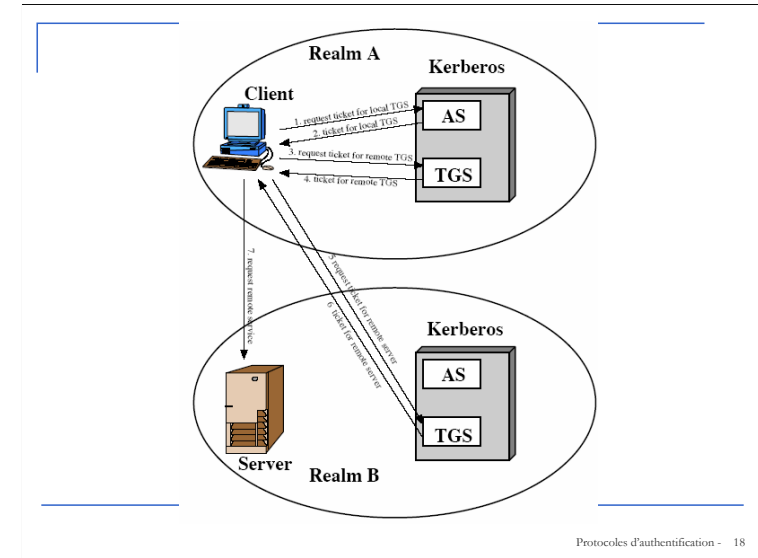 Realm A
Kerberos
Client
1. request ticket for local TGS
AS
2. ticket for local TGS
3. request ticket for remote TGS
TGS
4. ticket for remote TGS
5 request ticket for remote server
6. ticket for remote server
7. request remote service
Kerberos
AS
TGS
Server
Realm B
Protocoles d'authentification - 18